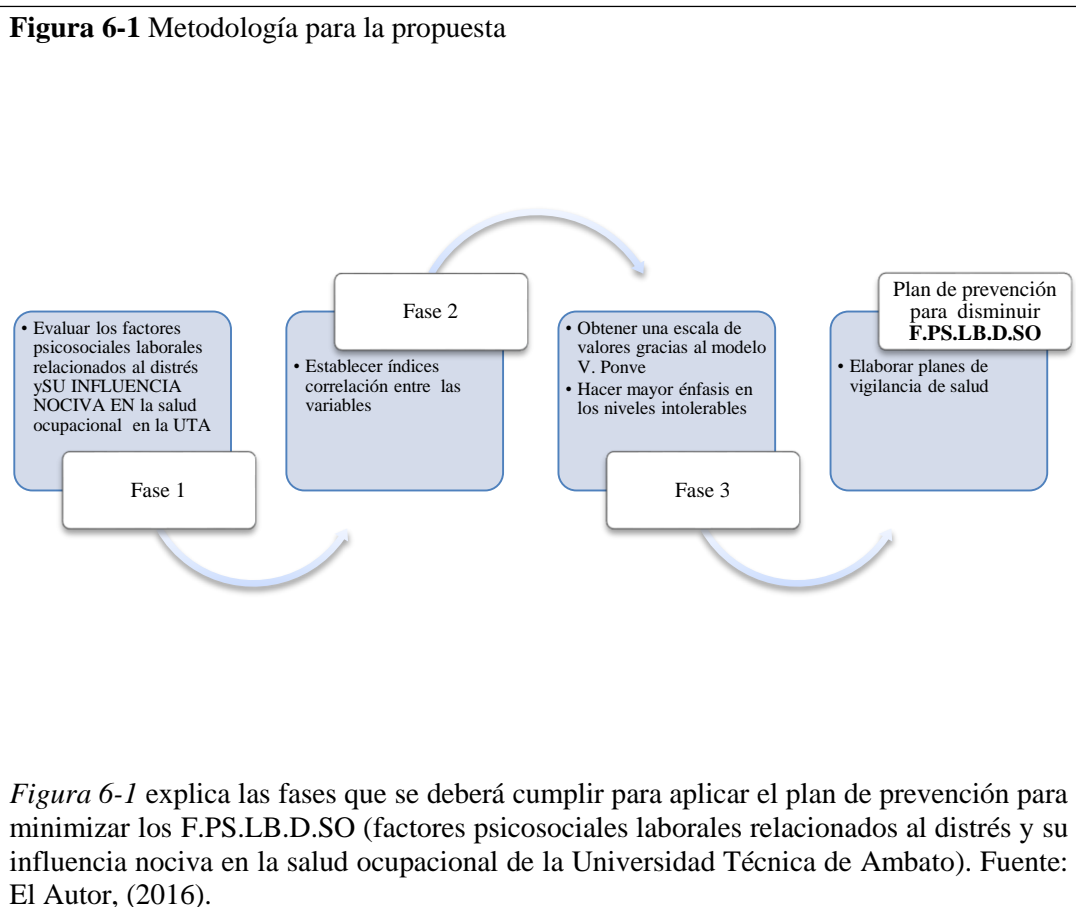 Figura 6-1 Metodología para la propuesta
• Evaluar los factores
psicosociales laborales
relacionados al distrés
ySU INFLUENCIA
NOCIVA EN la salud
ocupacional en la UTA
Fase 1
Fase 2
• Establecer índices
correlación entre las
variables
• Obtener una escala de
valores gracias al modelo
V. Ponve
• Hacer mayor énfasis en
los niveles intolerables
Fase 3
Plan de prevención
para disminuir
F.PS.LB.D.SO
• Elaborar planes de
vigilancia de salud
Figura 6-1 explica las fases que se deberá cumplir para aplicar el plan de prevención para
minimizar los F.PS.LB.D.SO (factores psicosociales laborales relacionados al distrés y su
influencia nociva en la salud ocupacional de la Universidad Técnica de Ambato). Fuente:
El Autor, (2016).